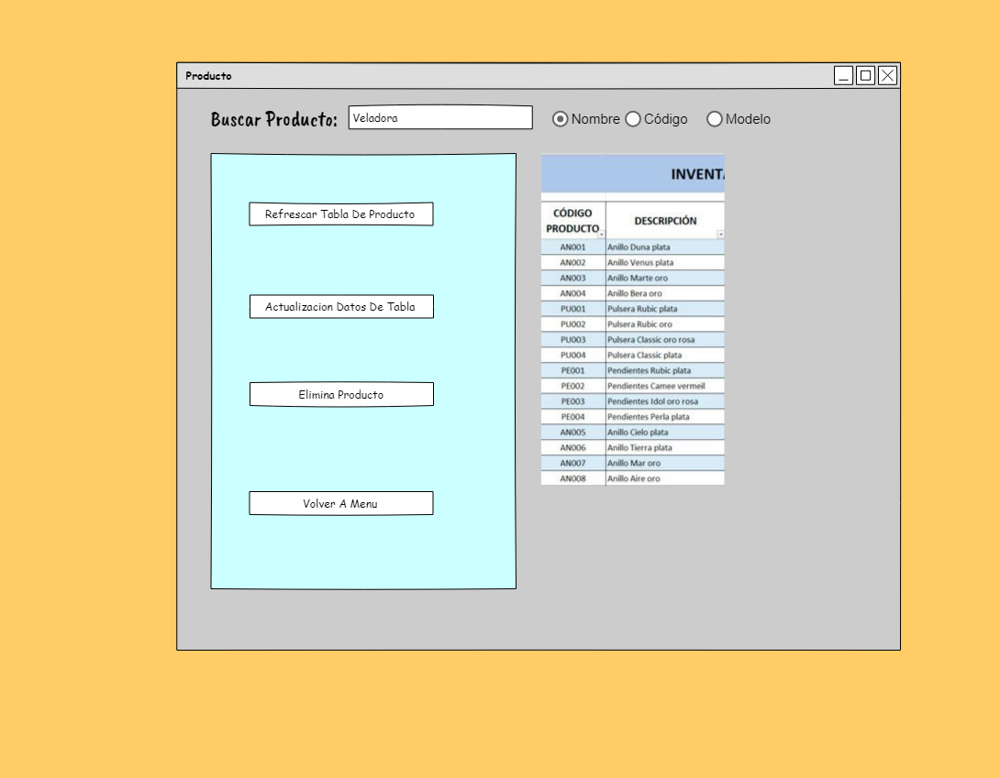 Producto
Buscar Producto: Veladora Nombre Código Modelo
Refrescar Tabla De Producto
Actualizacion Datos De Tabla
Elimina Producto
Volver A Menu
INVENTA
CÓDIGO PRODUCTO DESCRIPCIÓN
AN001 Anillo Duna plata
AN002 Anillo Venus plata
AN003 Anillo Marte oro
AN004 Anillo Bera oro
PU001 Pulsera Rubic plata
PU002 Pulsera Rubic oro
PU003 Pulsera Classic oro rosa
PU004 Pulsera Classic plata
PE001 Pendientes Rubic plata
PE002 Pendientes Camee vermeil
PE003 Pendientes Idol oro rosa
PE004 Pendientes Perla plata
AN005 Anillo Cielo plata
AN006 Anillo Tierra plata
AN007 Anillo Mar oro
AN008 Anillo Aire oro